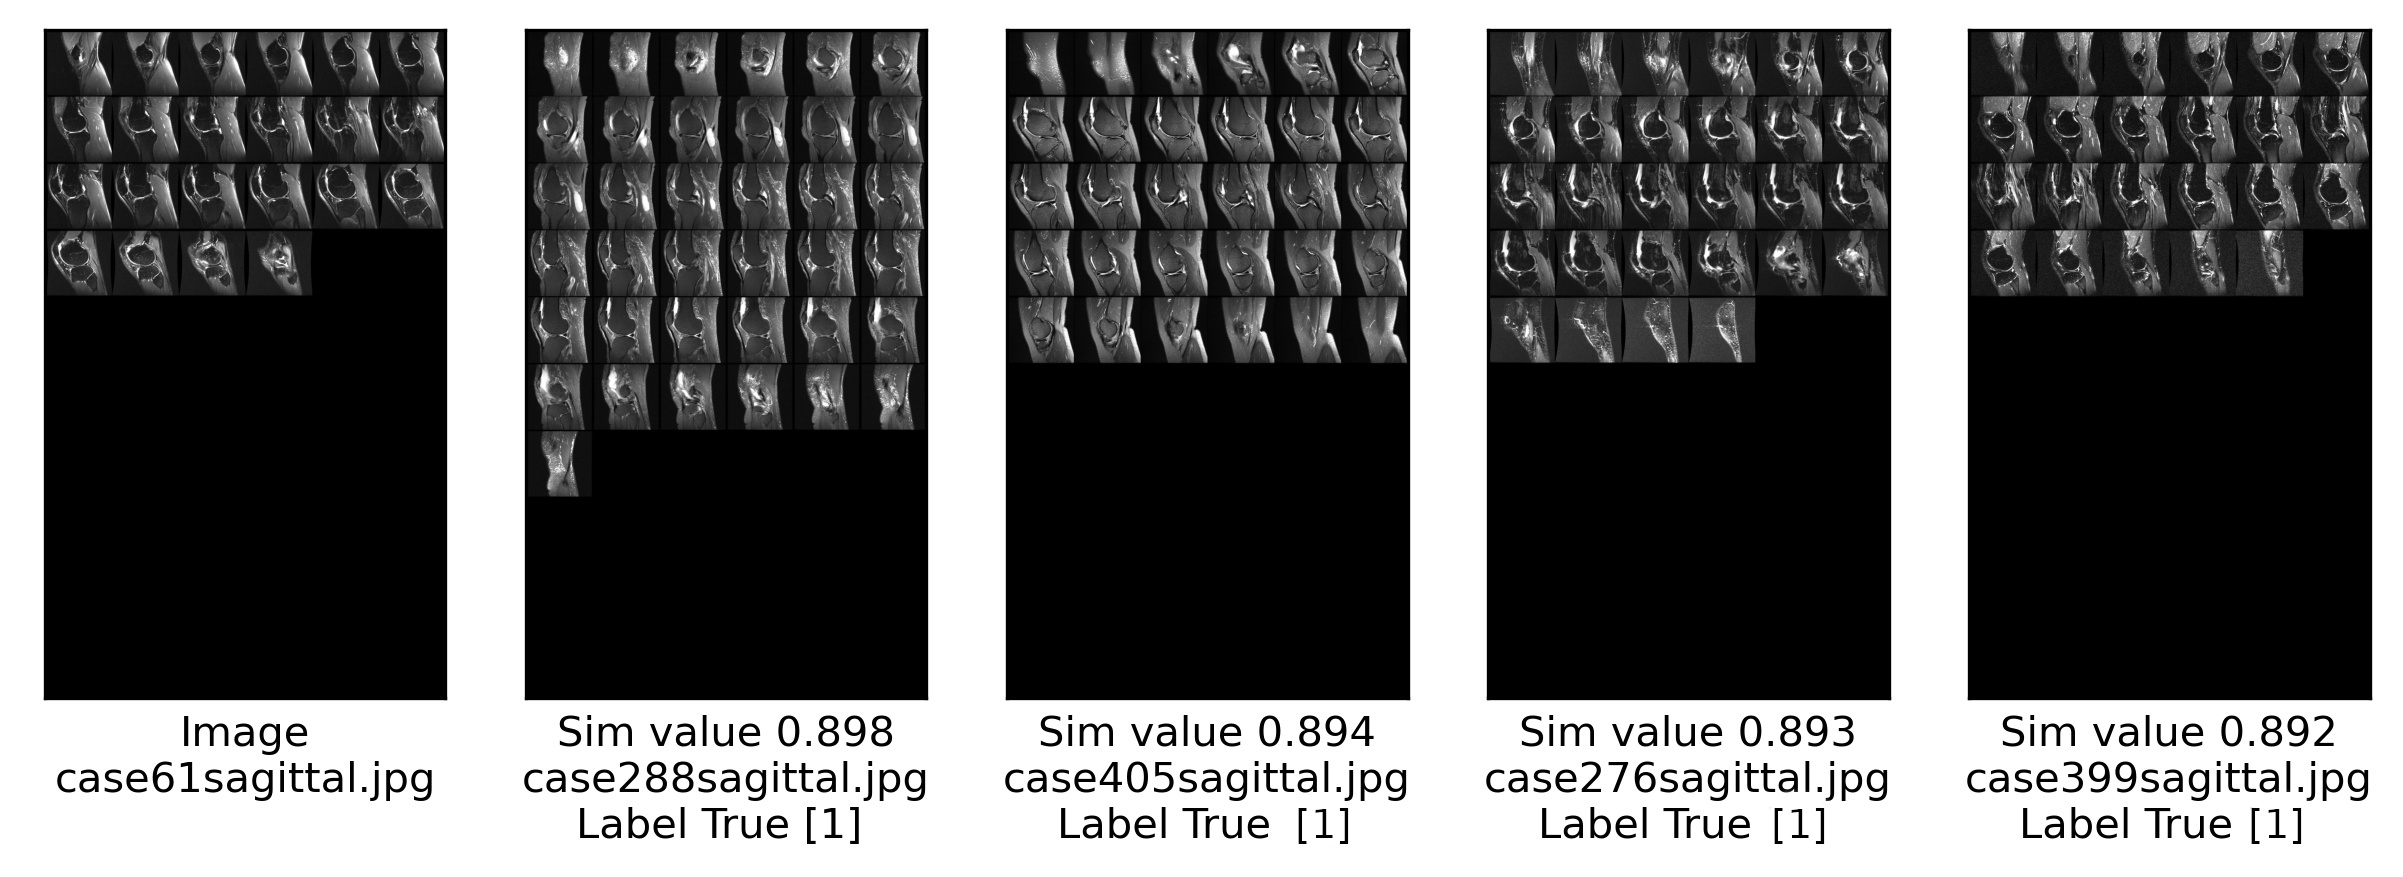 Image
case61sagittal.jpg
Sim value 0.898
case288sagittal.jpg
Label True [1]
Sim value 0.894
case405sagittal.jpg
Label True  [1]
Sim value 0.893
case276sagittal.jpg
Label True [1]
Sim value 0.892
case399sagittal.jpg
Label True [1]